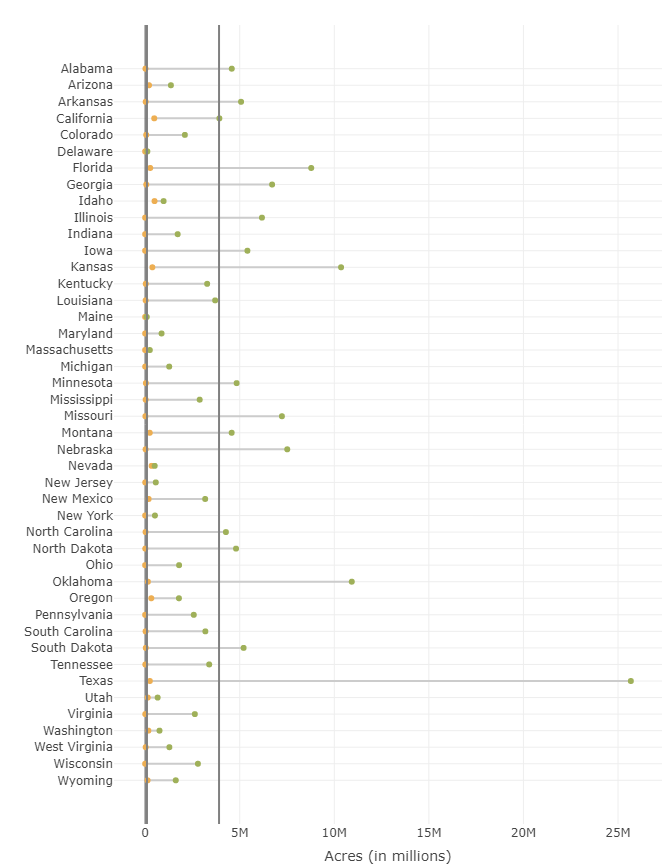 Alabama
Arizona
Arkansas
California
Colorado
Delaware
Florida
Georgia
Idaho
Illinois
Indiana
Iowa
Kansas
Kentucky
Louisiana
Maine
Maryland
Massachusetts
Michigan
Minnesota
Mississippi
Missouri
Montana
Nebraska
Nevada
New Jersey
New Mexico
New York
North Carolina
North Dakota
Ohio
Oklahoma
Oregon
Pennsylvania
South Carolina
South Dakota
Tennessee
Texas
Utah
Virginia
Washington
West Virginia
Wisconsin
Wyoming
0 5M 10M 15M 20M 25M
Acres (in millions)